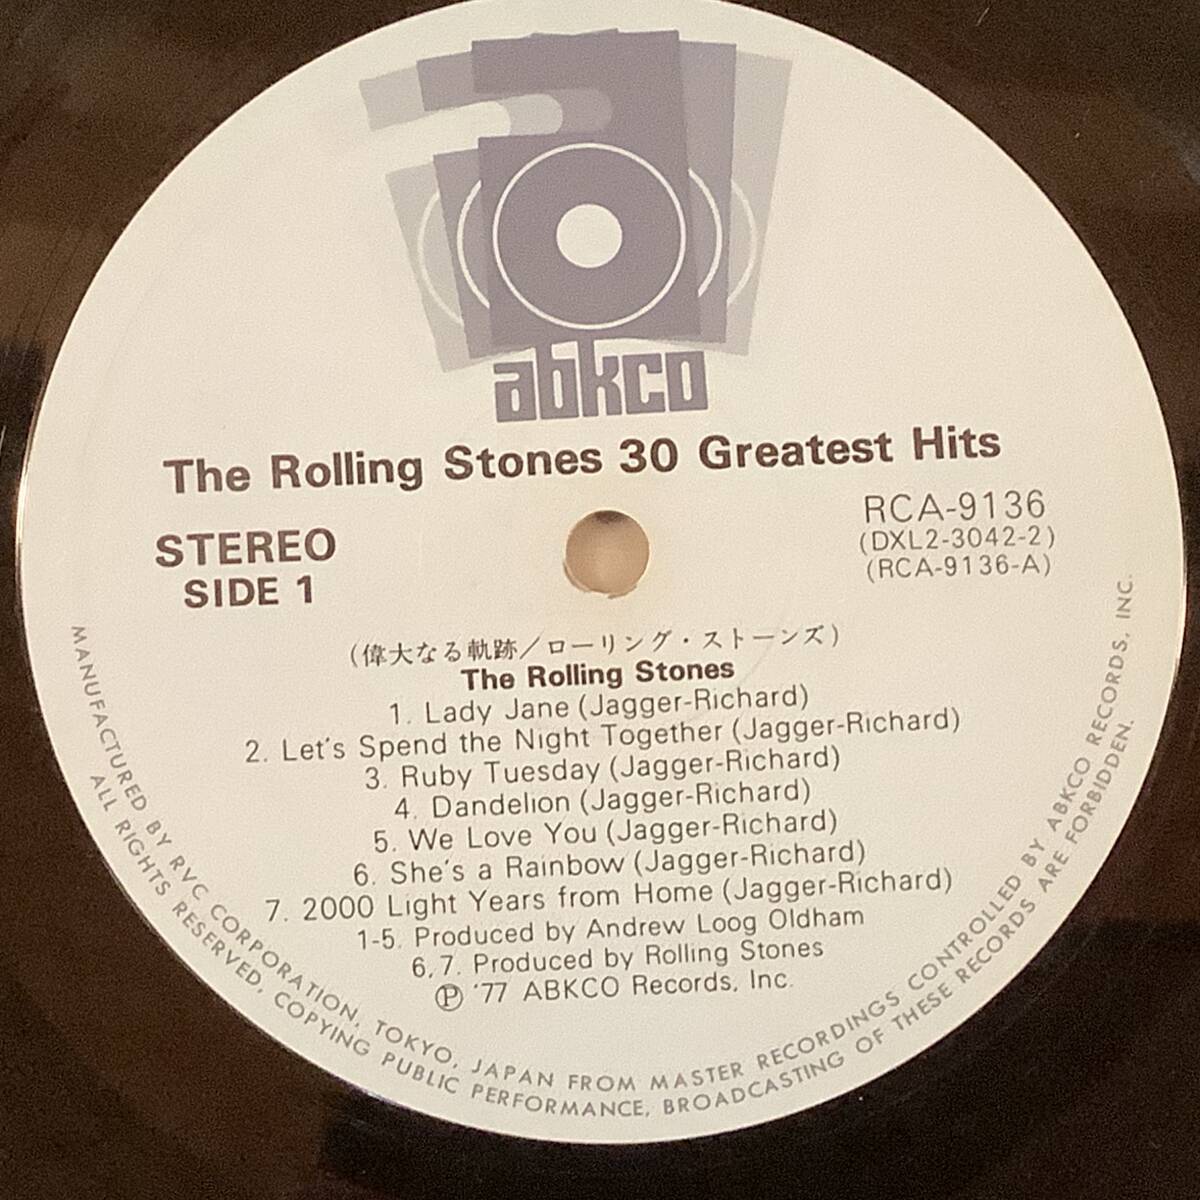 abkco
The Rolling Stones 30 Greatest Hits
STEREO
SIDE 1
RCA-9136
(DXL2-3042-2)
(RCA-9136-A)
(偉大なる軌跡/ローリング・ストーンズ)
The Rolling Stones
1. Lady Jane (Jagger-Richard)
2. Let's Spend the Night Together (Jagger-Richard)
3. Ruby Tuesday (Jagger-Richard)
4. Dandelion (Jagger-Richard)
5. We Love You (Jagger-Richard)
6. She's a Rainbow (Jagger-Richard)
7. 2000 Light Years from Home (Jagger-Richard)
1-5. Produced by Andrew Loog Oldham
6,7. Produced by Rolling Stones
Ⓟ '77 ABKCO Records, Inc.
MANUFACTURED BY RVC CORPORATION, TOKYO, JAPAN FROM MASTER RECORDINGS CONTROLLED BY ABKCO RECORDS, INC.
ALL RIGHTS RESERVED, COPYING PUBLIC PERFORMANCE, BROADCASTING OF THESE RECORDS ARE FORBIDDEN.